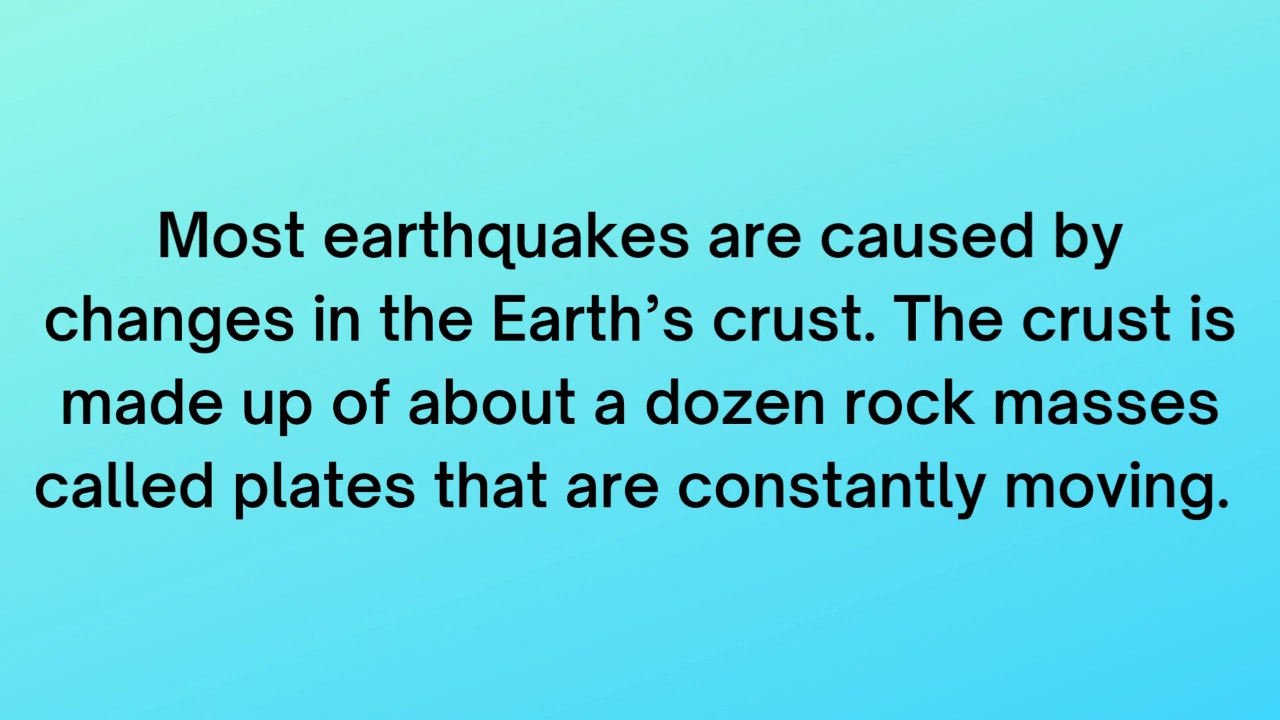 Most earthquakes are caused by
changes in the Earth’s crust. The crust is
made up of about a dozen rock masses
called plates that are constantly moving.